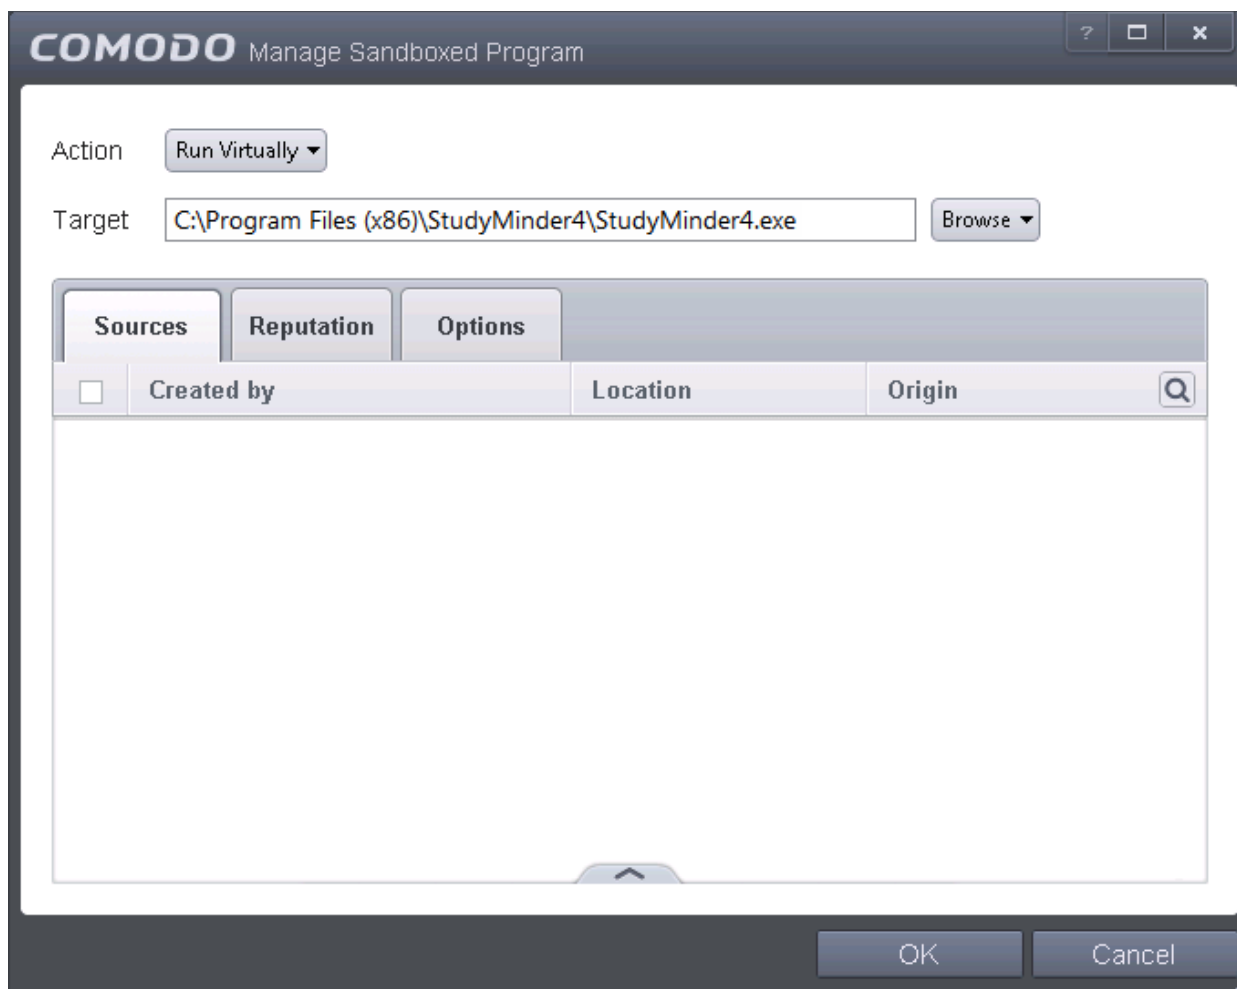 COMODO Manage Sandboxed Program ?
Action Run Virtually
Target C:\Program Files (x86)\StudyMinder4\StudyMinder4.exe Browse
Sources Reputation Options
Created by Location Origin
OK Cancel